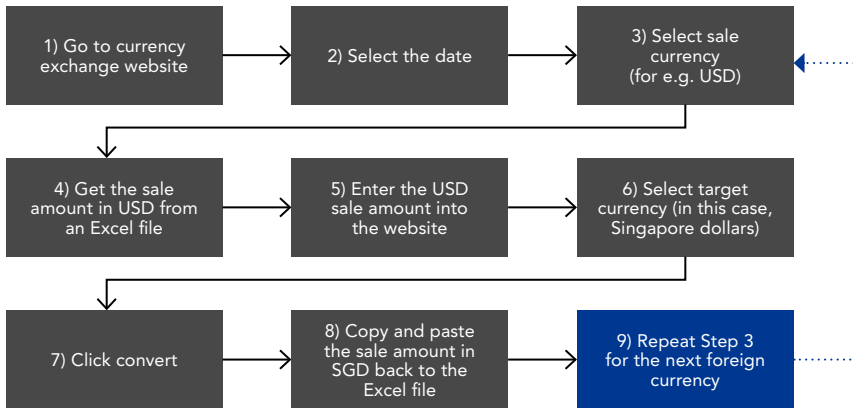 1) Go to currency
exchange website
2) Select the date
3) Select sale
currency
(for e.g. USD)
4) Get the sale
amount in USD from
an Excel file
5) Enter the USD
sale amount into
the website
6) Select target
currency (in this case,
Singapore dollars)
7) Click convert
8) Copy and paste
the sale amount in
SGD back to the
Excel file
9) Repeat Step 3
for the next foreign
currency